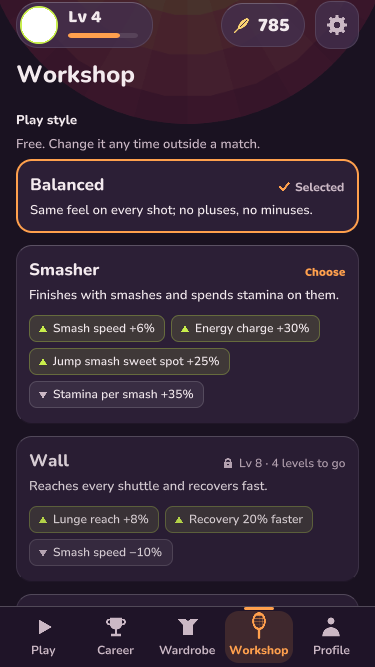 Lv 4
785
Workshop
Play style
Free. Change it any time outside a match.
Balanced
Selected
Same feel on every shot; no pluses, no minuses.
Smasher
Choose
Finishes with smashes and spends stamina on them.
Smash speed +6%
Energy charge +30%
Jump smash sweet spot +25%
Stamina per smash +35%
Wall
Lv 8 · 4 levels to go
Reaches every shuttle and recovers fast.
Lunge reach +8%
Recovery 20% faster
Smash speed −10%
Play
Career
Wardrobe
Workshop
Profile